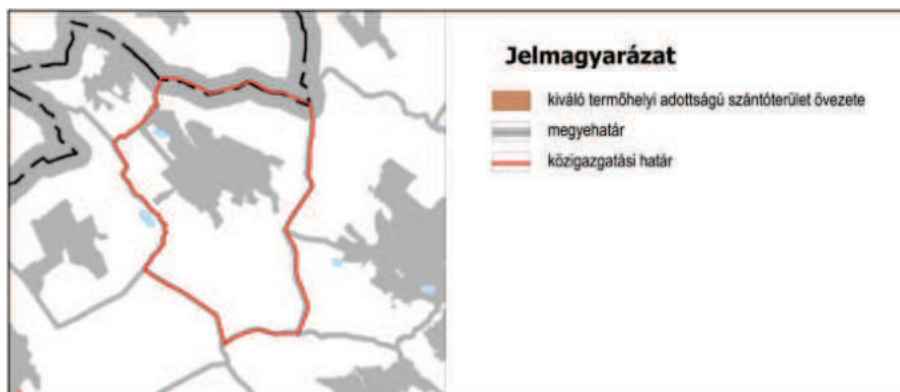 Jelmagyarázat
kiváló termőhelyi adottságú szántóterület övezete
megyehatár
közigazgatási határ